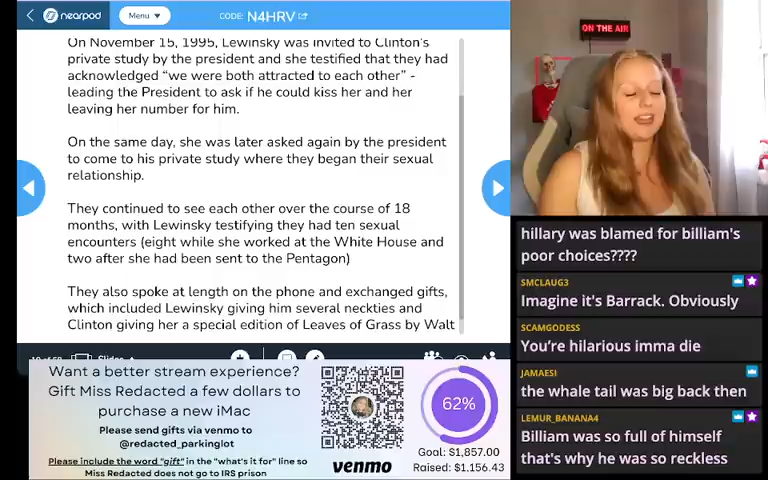 nearpod
Menu
CODE: N4HRV
ON THE AIR
On November 15, 1995, Lewinsky was invited to Clinton's
private study by the president and she testified that they had
acknowledged “we were both attracted to each other” -
leading the President to ask if he could kiss her and her
leaving her number for him.
On the same day, she was later asked again by the president
to come to his private study where they began their sexual
relationship.
They continued to see each other over the course of 18
months, with Lewinsky testifying they had ten sexual
encounters (eight while she worked at the White House and
two after she had been sent to the Pentagon)
They also spoke at length on the phone and exchanged gifts,
which included Lewinsky giving him several neckties and
Clinton giving her a special edition of Leaves of Grass by Walt
Slides
Want a better stream experience?
Gift Miss Redacted a few dollars to
purchase a new iMac
Please send gifts via venmo to
@redacted_parkinglot
Please include the word "gift" in the "what's it for" line so
Miss Redacted does not go to IRS prison
venmo
62%
Goal: $1,857.00
Raised: $1,156.43
hillary was blamed for billiam's
poor choices????
SMCLAUG3
Imagine it's Barrack. Obviously
SCAMGODESS
You’re hilarious imma die
JAMAESI
the whale tail was big back then
LEMUR_BANANA4
Billiam was so full of himself
that's why he was so reckless